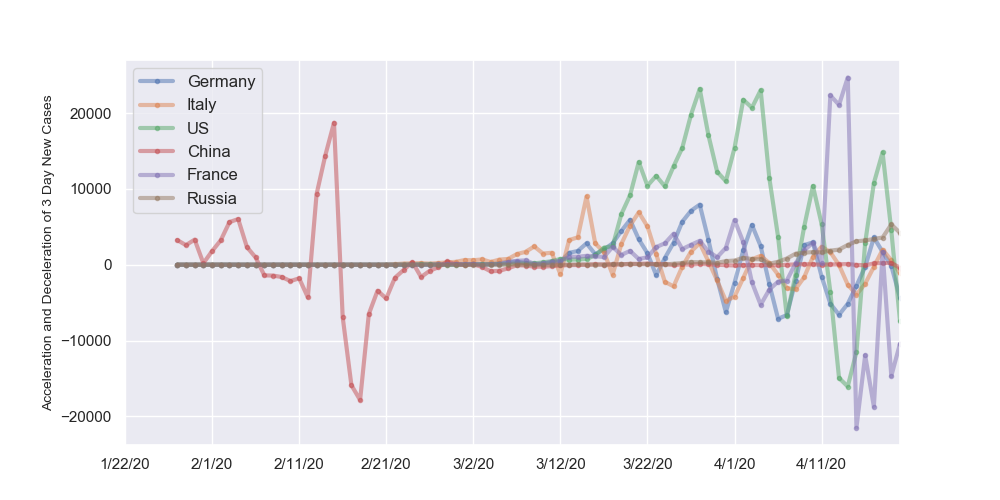 Acceleration and Deceleration of 3 Day New Cases
20000
10000
0
−10000
−20000
Germany
Italy
US
China
France
Russia
1/22/20 2/1/20 2/11/20 2/21/20 3/2/20 3/12/20 3/22/20 4/1/20 4/11/20